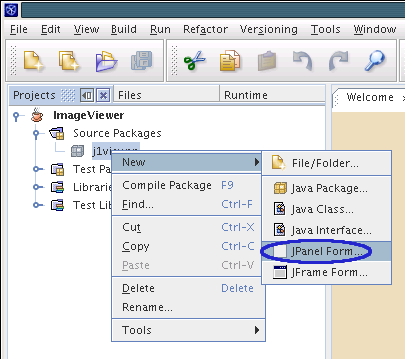 File Edit View Build Run Refactor Versioning Tools Window
Projects Files Runtime Welcome
ImageViewer
Source Packages
New
File/Folder...
Test Pa
Compile Package F9
Java Package...
Librarie
Find... Ctrl-F
Java Class...
Test Lib
Cut Ctrl-X
Java Interface...
Copy Ctrl-C
JPanel Form...
Paste Ctrl-V
JFrame Form...
Delete Delete
Rename...
Tools